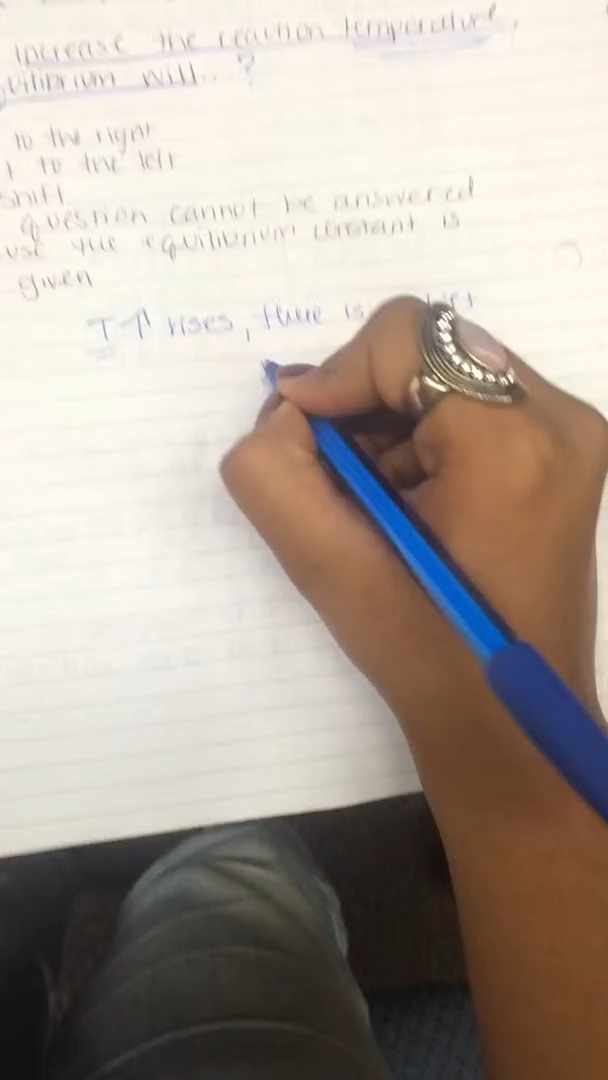 increase the reaction temperature,
equilibrium will..?
to the right
to the left
shift
question cannot be answered
the equilibrium constant is
given
T↑ rises, there is